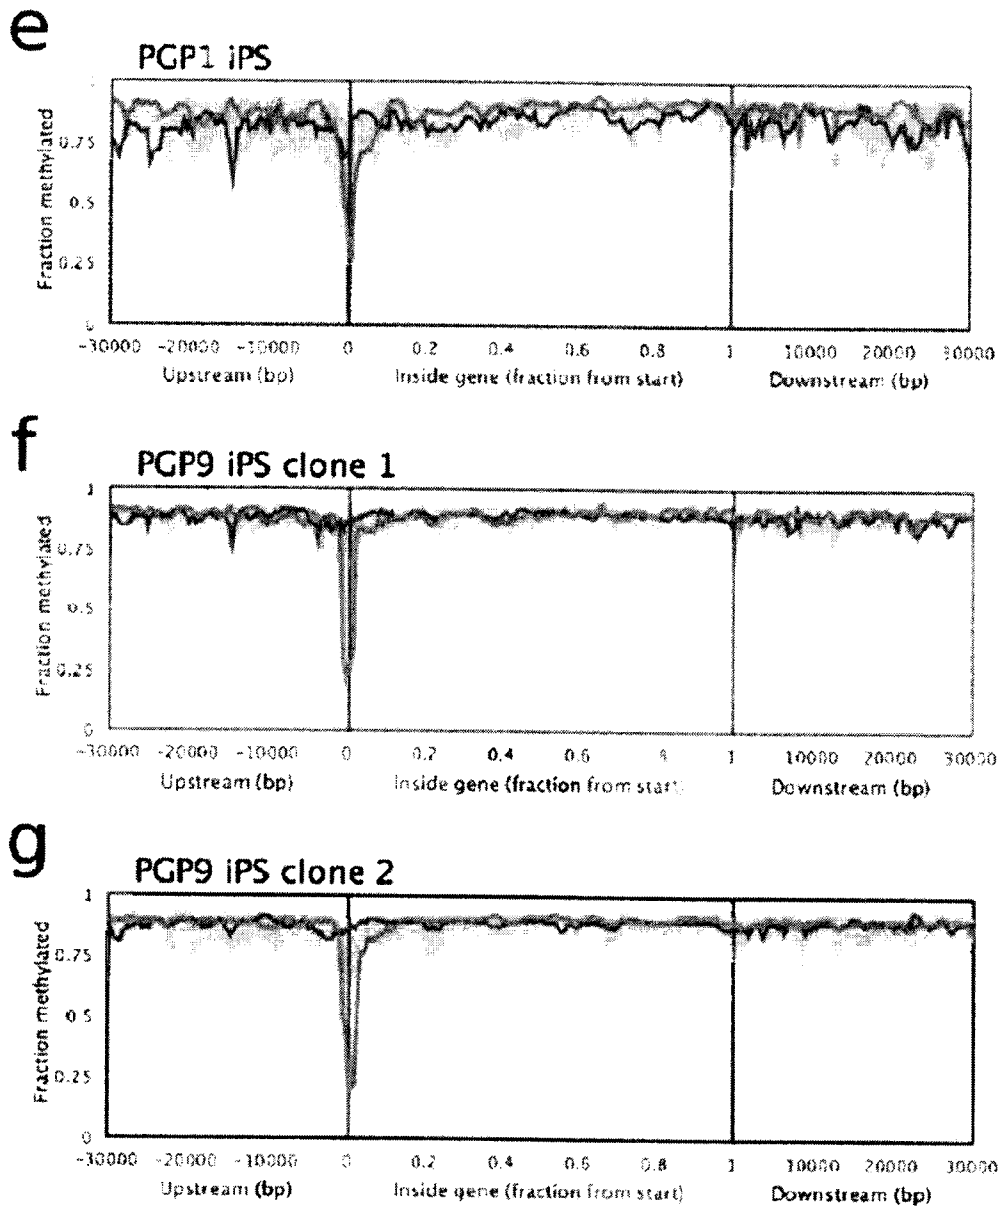 e
PGP1 iPS
Fraction methylated
1
0.75
0.5
0.25
0
-30000 -20000 -10000 0 0.2 0.4 0.6 0.8 1 10000 20000 30000
Upstream (bp) Inside gene (fraction from start) Downstream (bp)
f
PGP9 iPS clone 1
Fraction methylated
1
0.75
0.5
0.25
0
-30000 -20000 -10000 0 0.2 0.4 0.6 1 10000 20000 30000
Upstream (bp) Inside gene (fraction from start) Downstream (bp)
g
PGP9 iPS clone 2
Fraction methylated
1
0.75
0.5
0.25
0
-30000 -20000 -10000 0 0.2 0.4 0.6 0.8 1 10000 20000 30000
Upstream (bp) Inside gene (fraction from start) Downstream (bp)